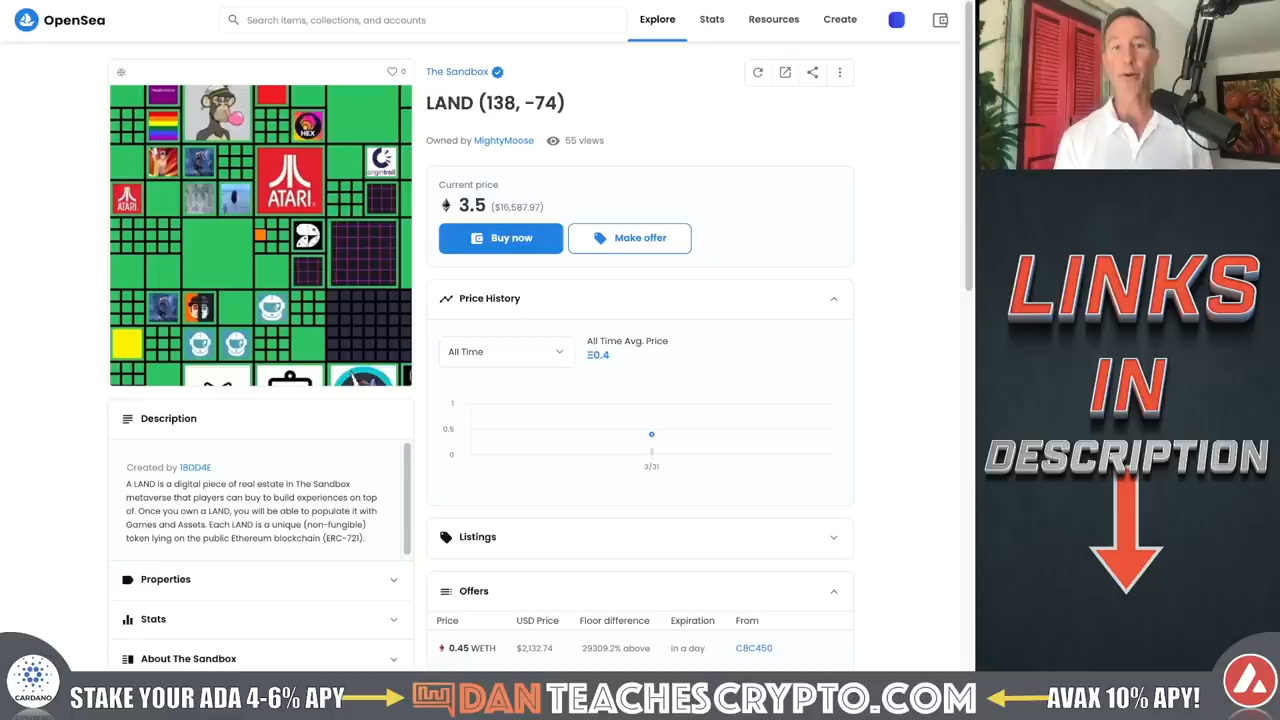 OpenSea
Search items, collections, and accounts
Explore
Stats
Resources
Create
0
HEX
ATARI
origintrail
ATARI
The Sandbox
LAND (138, -74)
Owned by MightyMoose
55 views
Current price
3.5 ($16,587.97)
Buy now
Make offer
Price History
All Time
All Time Avg. Price
Ξ0.4
1
0.5
0
3/31
Description
Created by 18DD4E
A LAND is a digital piece of real estate in The Sandbox
metaverse that players can buy to build experiences on top
of. Once you own a LAND, you will be able to populate it with
Games and Assets. Each LAND is a unique (non-fungible)
token lying on the public Ethereum blockchain (ERC-721).
Properties
Stats
About The Sandbox
Listings
Offers
Price USD Price Floor difference Expiration From
0.45 WETH $2,132.74 29309.2% above in a day C8C450
LINKS
IN
DESCRIPTION
CARDANO
STAKE YOUR ADA 4-6% APY
DANTEACHESCRYPTO.COM
AVAX 10% APY!